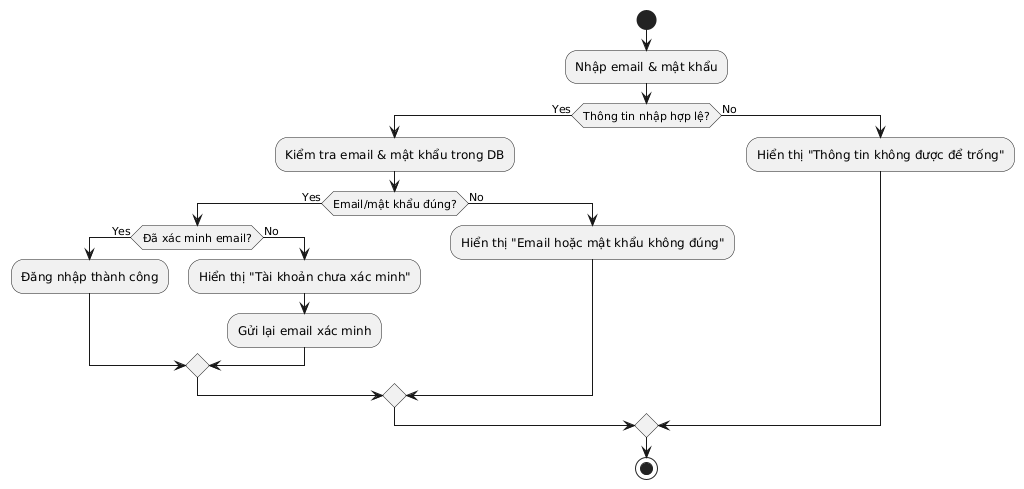 Nhập email & mật khẩu
Yes
Thông tin nhập hợp lệ?
No
Kiểm tra email & mật khẩu trong DB
Hiển thị "Thông tin không được để trống"
Yes
Email/mật khẩu đúng?
No
Yes
Đã xác minh email?
No
Hiển thị "Email hoặc mật khẩu không đúng"
Đăng nhập thành công
Hiển thị "Tài khoản chưa xác minh"
Gửi lại email xác minh